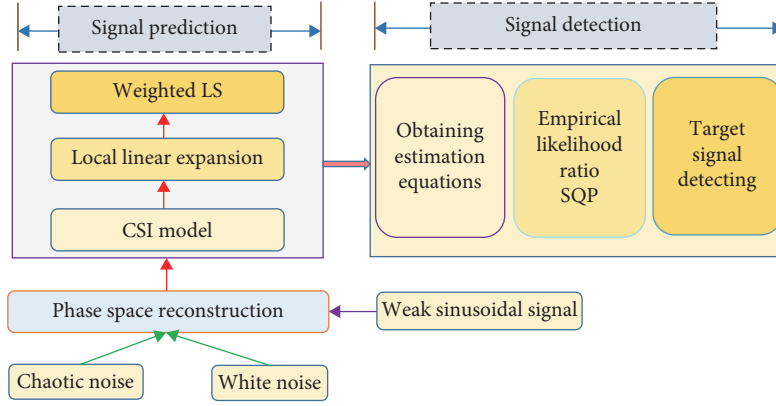 Signal prediction
Signal detection
Weighted LS
Local linear expansion
CSI model
Obtaining
estimation
equations
Empirical
likelihood
ratio
SQP
Target
signal
detecting
Phase space reconstruction
Weak sinusoidal signal
Chaotic noise
White noise